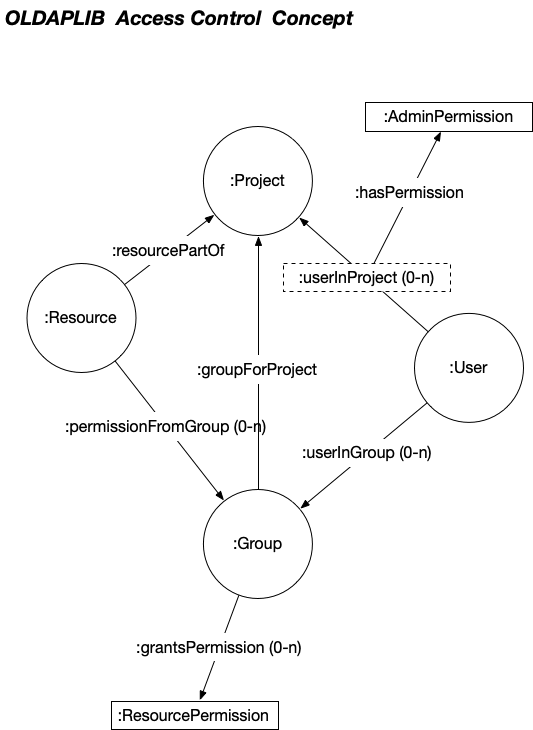 OLDAPLIB Access Control Concept
:AdminPermission
:Project
:hasPermission
:resourcePartOf
:userInProject (0-n)
:Resource
:groupForProject
:User
:permissionFromGroup (0-n)
:userInGroup (0-n)
:Group
:grantsPermission (0-n)
:ResourcePermission